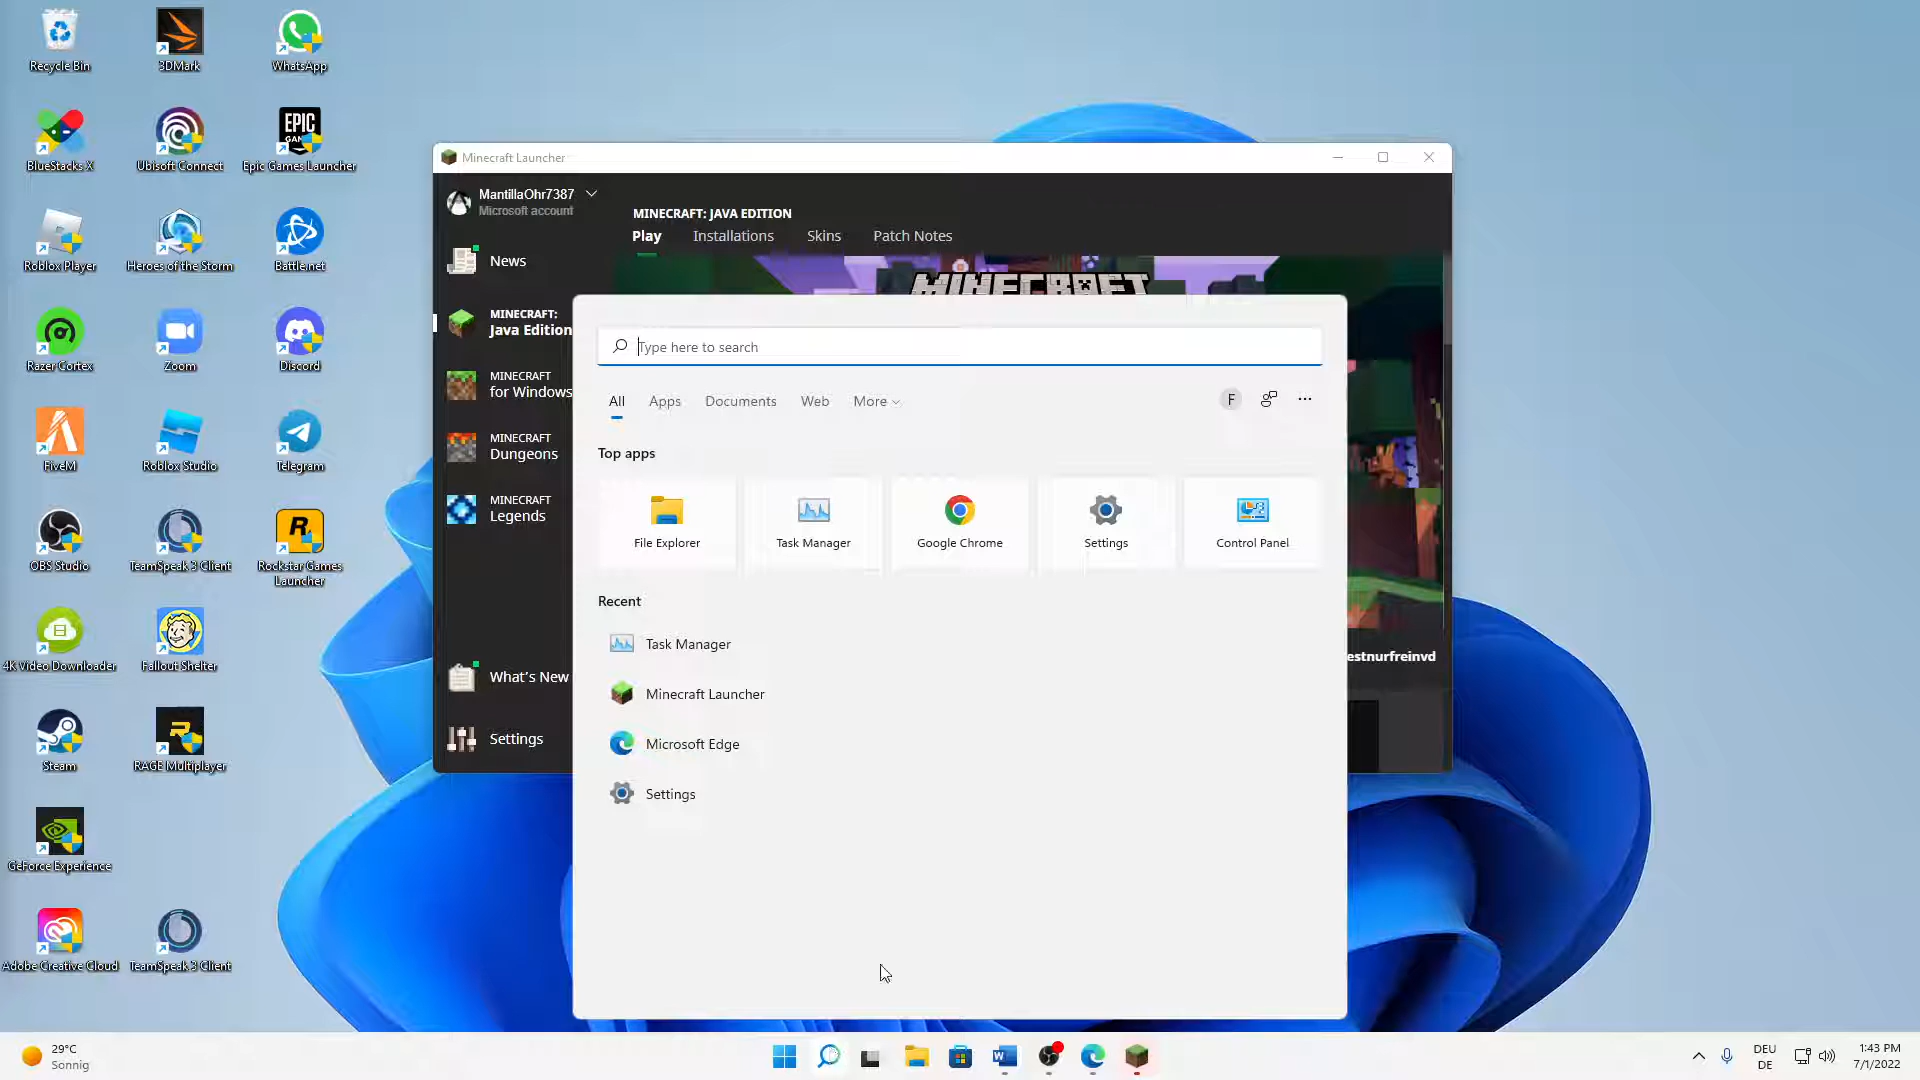 Recycle Bin
3DMark
WhatsApp
BlueStacks X
Ubisoft Connect
EPIC
Epic Games Launcher
Roblox Player
Heroes of the Storm
Battle.net
Razer Cortex
Zoom
Discord
FiveM
Roblox Studio
Telegram
OBS Studio
TeamSpeak 3 Client
Rockstar Games
Launcher
4K Video Downloader
Fallout Shelter
Steam
RAGE Multiplayer
GeForce Experience
Adobe Creative Cloud
TeamSpeak 3 Client
Minecraft Launcher
MantillaOhr7387
Microsoft account
MINECRAFT: JAVA EDITION
Play
Installations
Skins
Patch Notes
News
MINECRAFT:
Java Edition
MINECRAFT
for Windows
MINECRAFT
Dungeons
MINECRAFT
Legends
What's New
Settings
MINECRAFT
estnurfreinvd
Type here to search
All
Apps
Documents
Web
More
F
Top apps
File Explorer
Task Manager
Google Chrome
Settings
Control Panel
Recent
Task Manager
Minecraft Launcher
Microsoft Edge
Settings
29°C
Sonnig
DEU
DE
1:43 PM
7/1/2022